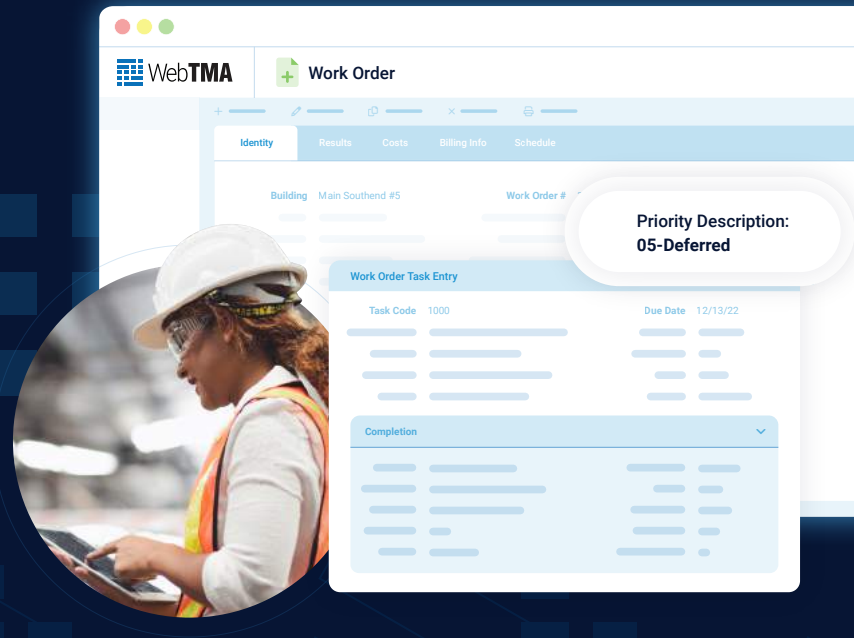 WebTMA
Work Order
Identity
Results
Costs
Billing Info
Schedule
Building Main Southend #5
Work Order #
Priority Description:
05-Deferred
Work Order Task Entry
Task Code 1000
Due Date 12/13/22
Completion